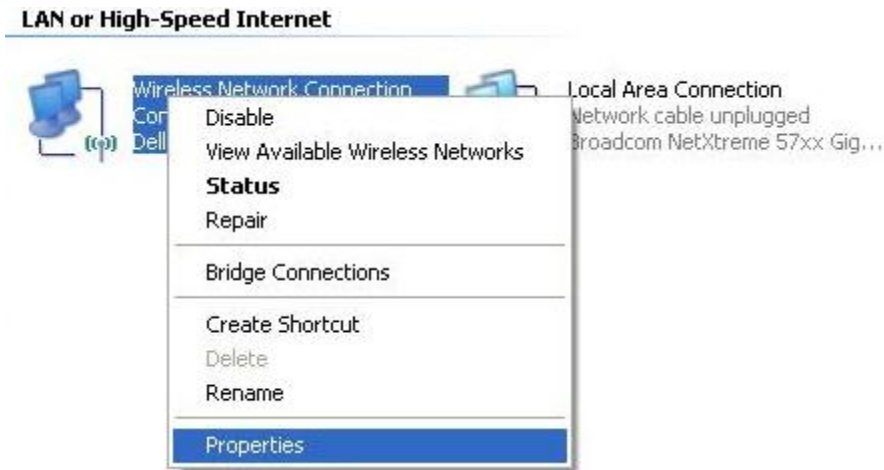 LAN or High-Speed Internet
Wireless Network Connection
Dell
Local Area Connection
Network cable unplugged
Broadcom NetXtreme 57xx Gig...
Disable
View Available Wireless Networks
Status
Repair
Bridge Connections
Create Shortcut
Delete
Rename
Properties